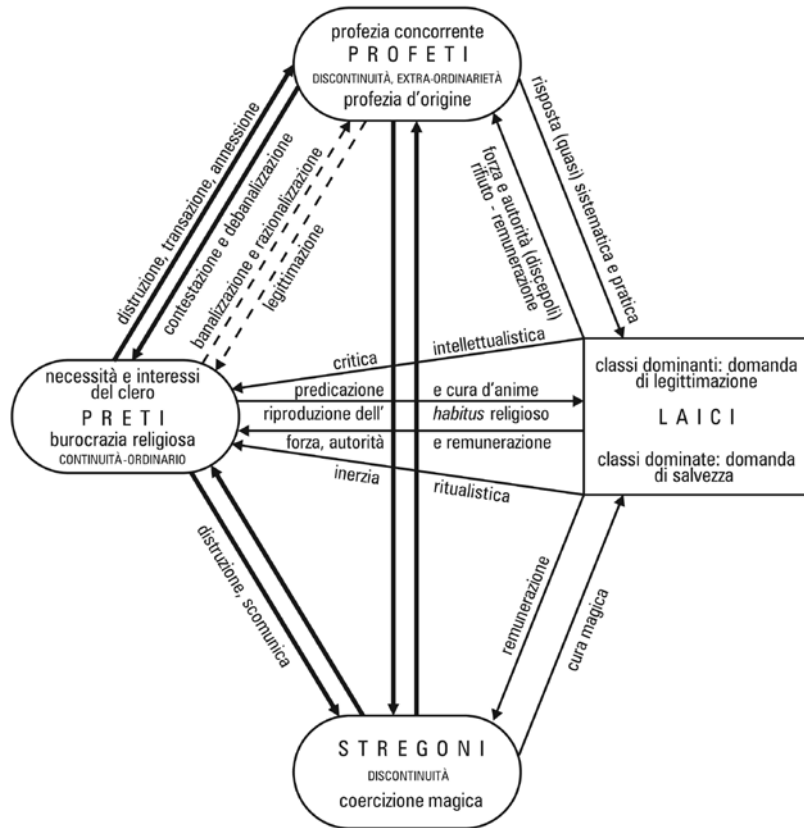 profezia concorrente
PROFETI
DISCONTINUITÀ, EXTRA-ORDINARIETÀ
profezia d'origine
distruzione, transazione, annessione
contestazione e debanalizzazione
banalizzazione e razionalizzazione
legittimazione
forza e autorità (discepoli)
rifiuto - remunerazione
risposta (quasi) sistematica e pratica
critica intellettualistica
necessità e interessi
del clero
PRETI
burocrazia religiosa
CONTINUITÀ-ORDINARIO
predicazione e cura d'anime
riproduzione dell' habitus religioso
forza, autorità e remunerazione
inerzia ritualistica
classi dominanti: domanda
di legittimazione
LAICI
classi dominate: domanda
di salvezza
distruzione, scomunica
remunerazione
cura magica
STREGONI
DISCONTINUITÀ
coercizione magica